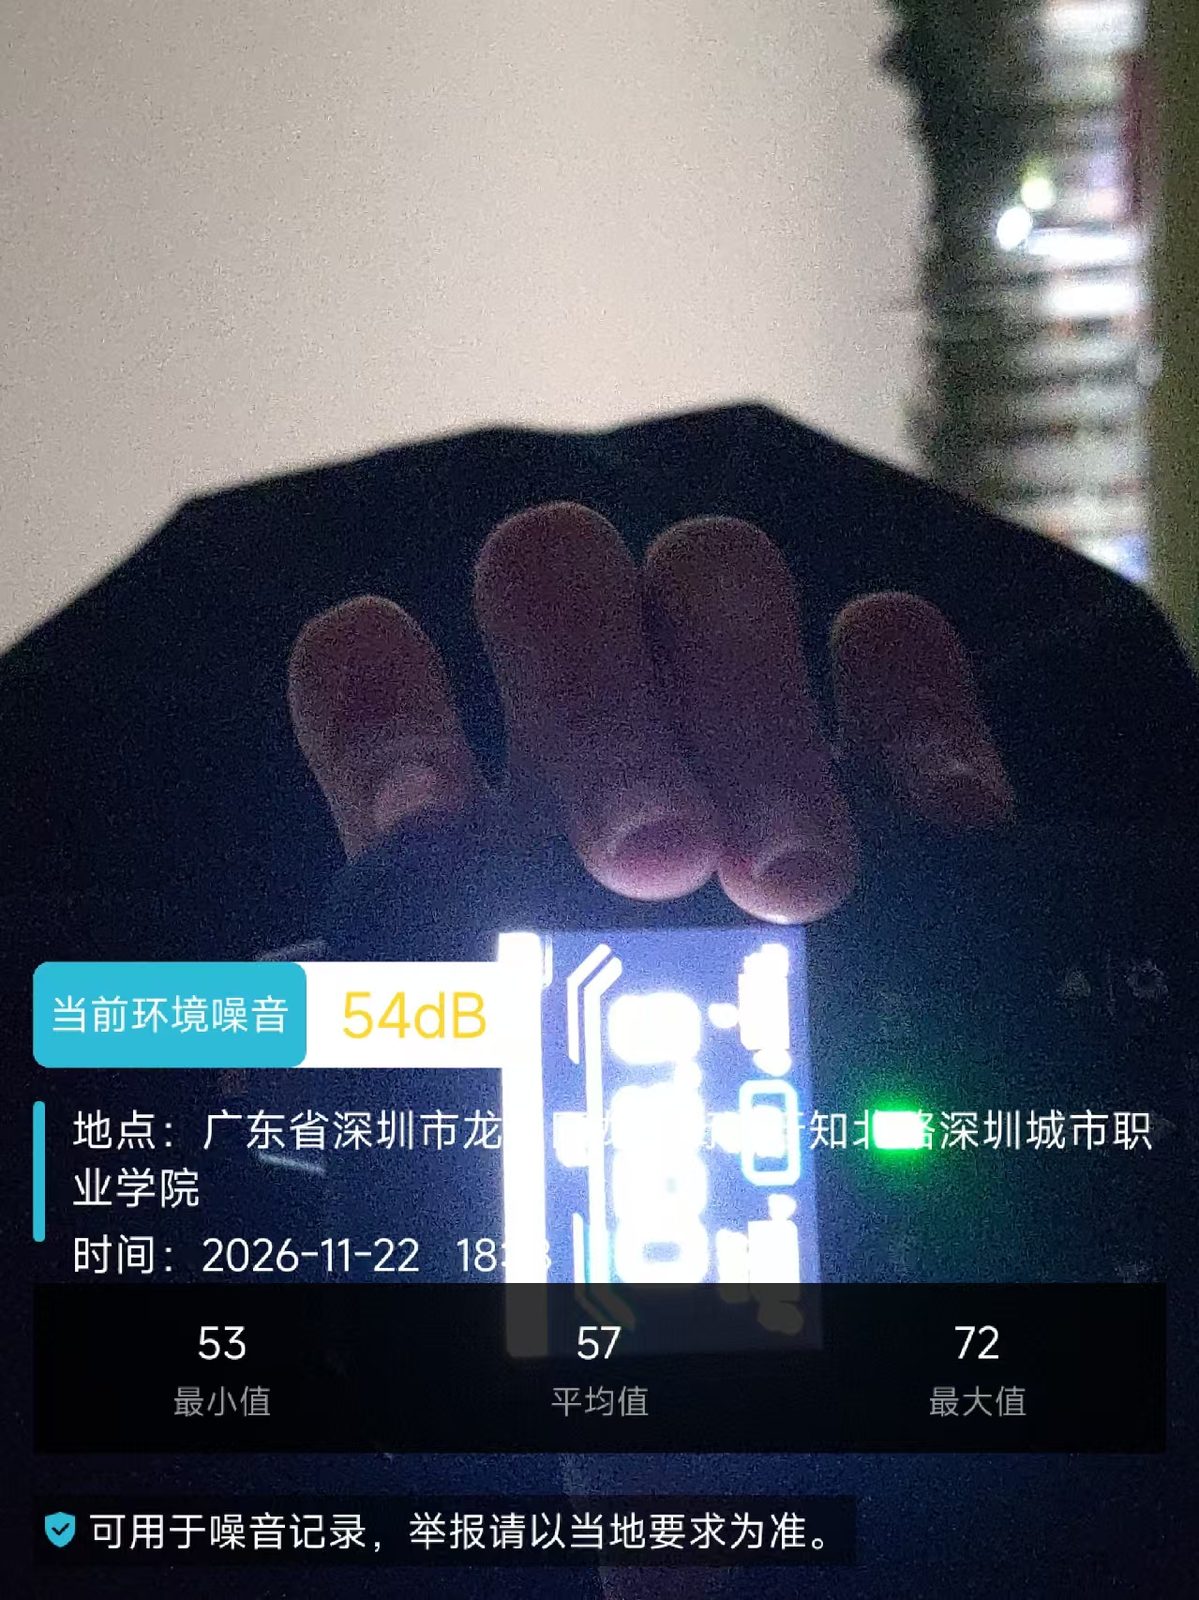 当前环境噪音 54dB
地点：广东省深圳市龙 知北路深圳城市职
业学院
时间：2026-11-22 18:
53 57 72
最小值 平均值 最大值
可用于噪音记录，举报请以当地要求为准。